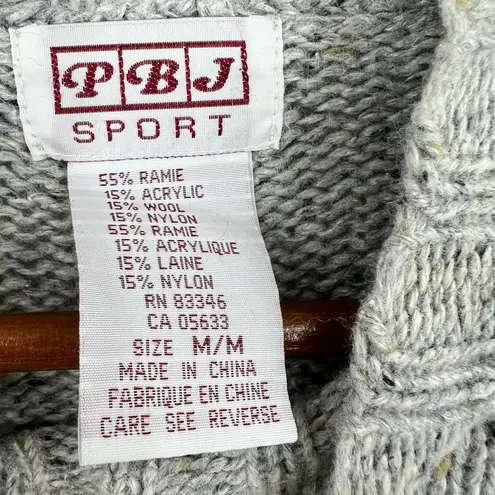 PBJ
SPORT
55% RAMIE
15% ACRYLIC
15% WOOL
15% NYLON
55% RAMIE
15% ACRYLIQUE
15% LAINE
15% NYLON
RN 83346
CA 05633
SIZE M/M
MADE IN CHINA
FABRIQUE EN CHINE
CARE SEE REVERSE